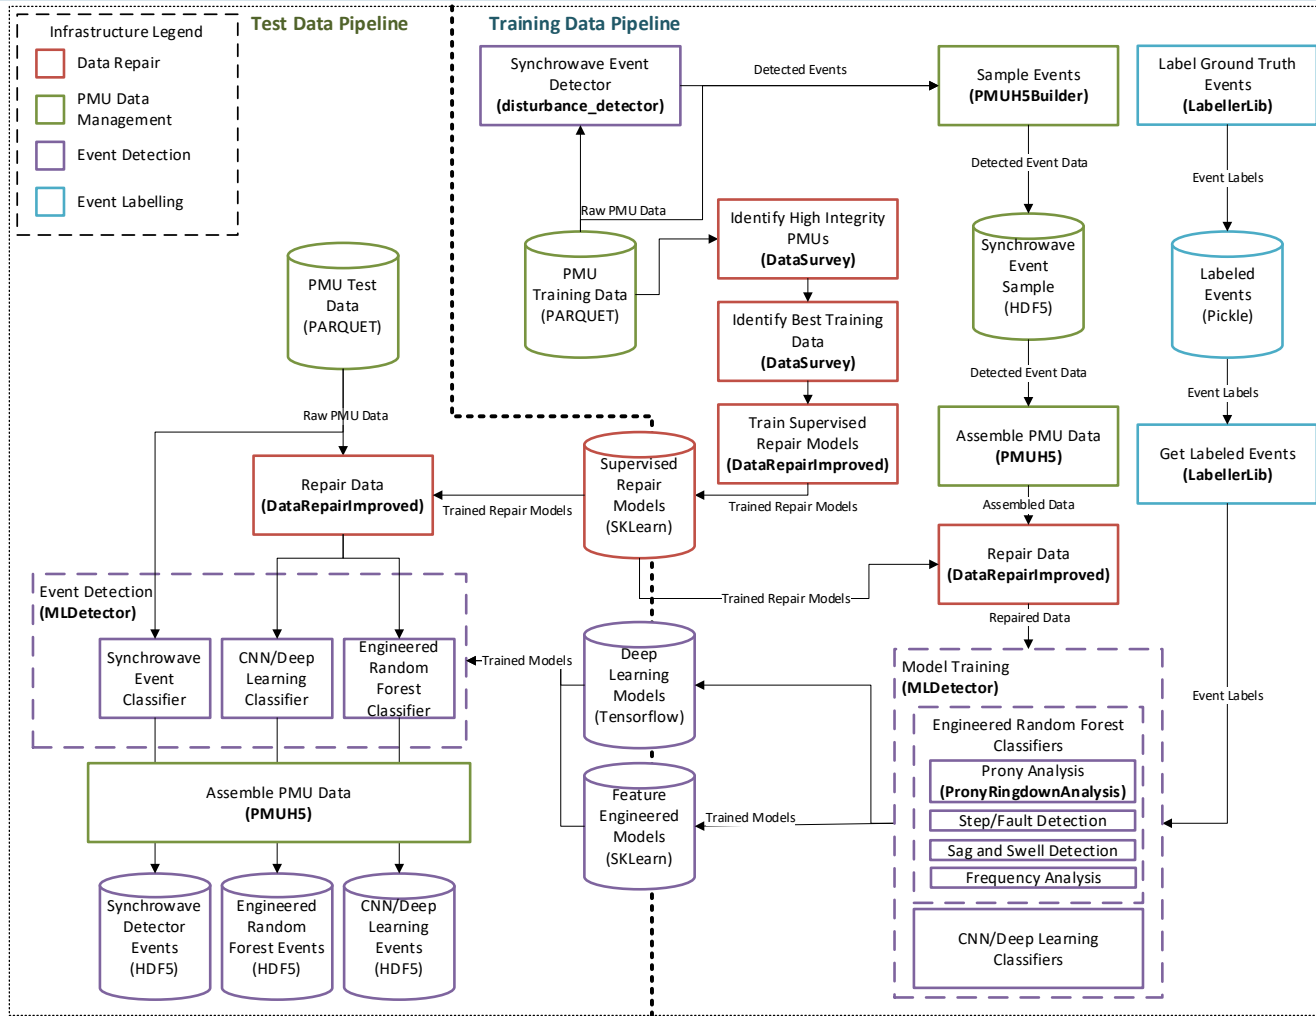 Infrastructure Legend
Data Repair
PMU Data
Management
Event Detection
Event Labelling
Test Data Pipeline
Training Data Pipeline
Synchrowave Event
Detector
(disturbance_detector)
Detected Events
Sample Events
(PMUH5Builder)
Label Ground Truth
Events
(LabellerLib)
Detected Event Data
Event Labels
Raw PMU Data
Identify High Integrity
PMUs
(DataSurvey)
PMU
Training Data
(PARQUET)
Synchrowave
Event
Sample
(HDF5)
Labeled
Events
(Pickle)
PMU Test
Data
(PARQUET)
Identify Best Training
Data
(DataSurvey)
Detected Event Data
Event Labels
Raw PMU Data
Train Supervised
Repair Models
(DataRepairImproved)
Assemble PMU Data
(PMUH5)
Get Labeled Events
(LabellerLib)
Repair Data
(DataRepairImproved)
Trained Repair Models
Supervised
Repair
Models
(SKLearn)
Trained Repair Models
Assembled Data
Repair Data
(DataRepairImproved)
Trained Repair Models
Repaired Data
Event Detection
(MLDetector)
Synchrowave
Event
Classifier
CNN/Deep
Learning
Classifier
Engineered
Random
Forest
Classifier
Trained Models
Deep
Learning
Models
(Tensorflow)
Model Training
(MLDetector)
Event Labels
Engineered Random Forest
Classifiers
Prony Analysis
(PronyRingdownAnalysis)
Step/Fault Detection
Sag and Swell Detection
Frequency Analysis
CNN/Deep Learning
Classifiers
Assemble PMU Data
(PMUH5)
Feature
Engineered
Models
(SKLearn)
Trained Models
Synchrowave
Detector
Events
(HDF5)
Engineered
Random
Forest Events
(HDF5)
CNN/Deep
Learning
Events
(HDF5)